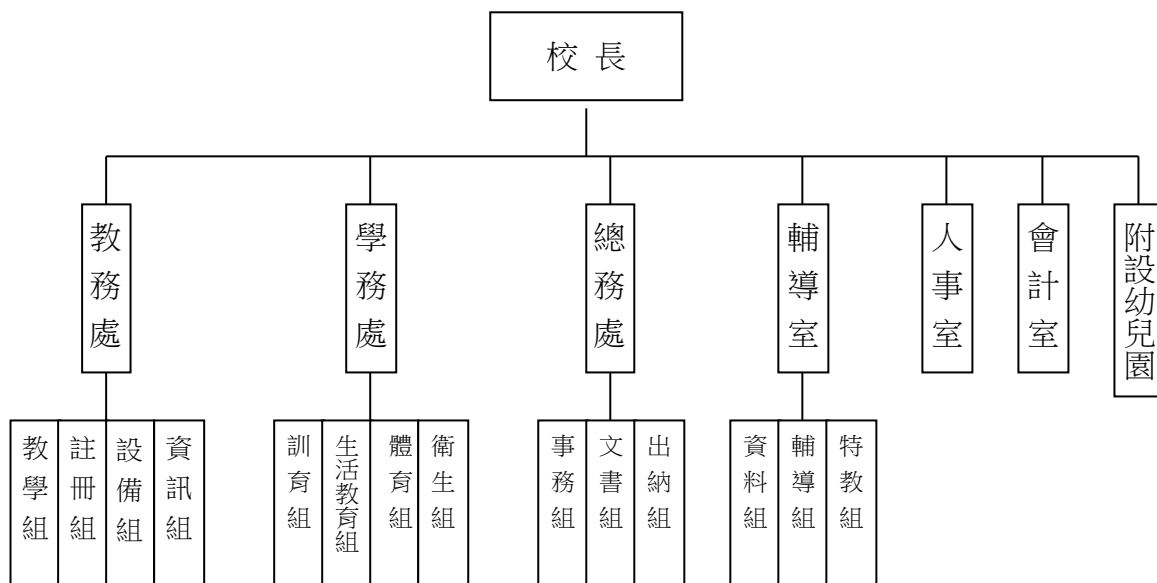 校 長
教務處
學務處
總務處
輔導室
人事室
會計室
附設幼兒園
教學組
註冊組
設備組
資訊組
訓育組
生活教育組
體育組
衛生組
事務組
文書組
出納組
資料組
輔導組
特教組